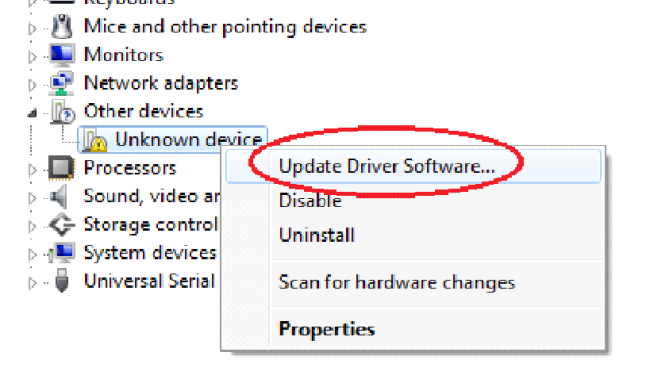 Keyboards
Mice and other pointing devices
Monitors
Network adapters
Other devices
Unknown device
Update Driver Software...
Processors
Sound, video ar
Disable
Storage control
Uninstall
System devices
Universal Serial
Scan for hardware changes
Properties